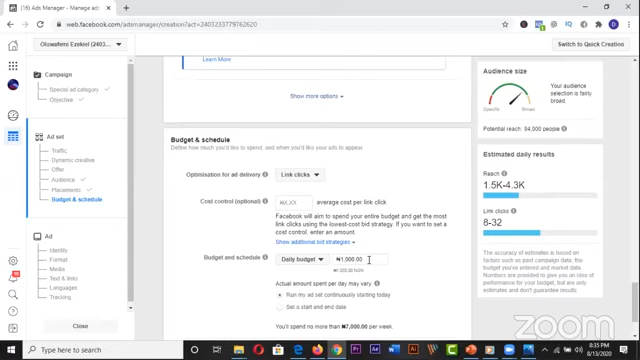 (16) Ads Manager - Manage ads
web.facebook.com/adsmanager/creation?act=2403233779762620
Oluwafemi Ezekiel (2403...
Switch to Quick Creation
Campaign
Special ad category
Objective
Ad set
Traffic
Dynamic creative
Offer
Audience
Placements
Budget & schedule
Ad
Identity
Format
Media
Text & links
Languages
Tracking
Close
Learn More
Show more options
Budget & schedule
Define how much you'd like to spend, and when you'd like your ads to appear.
Optimisation for ad delivery
Link clicks
Cost control (optional)
₦X.XX
average cost per link click
Facebook will aim to spend your entire budget and get the most
link clicks using the lowest-cost bid strategy. If you want to set a
cost control, enter an amount.
Show additional bid strategies
Budget and schedule
Daily budget
₦1,000.00
Actual amount spent per day may vary.
Run my ad set continuously starting today
Set a start and end date
You'll spend no more than ₦7,000 per week.
Audience size
Specific
Broad
Your audience
selection is fairly
broad.
Potential reach: 94,000 people
Estimated daily results
Reach
1.5K-4.3K
Link clicks
8-32
The accuracy of estimates is based on
factors such as past campaign data, the
budget you've entered and market
data. Numbers are provided to give you
an idea of performance for your budget,
but are only estimates and don't guarantee results.
zoom
Type here to search
8:35 PM
8/13/2020